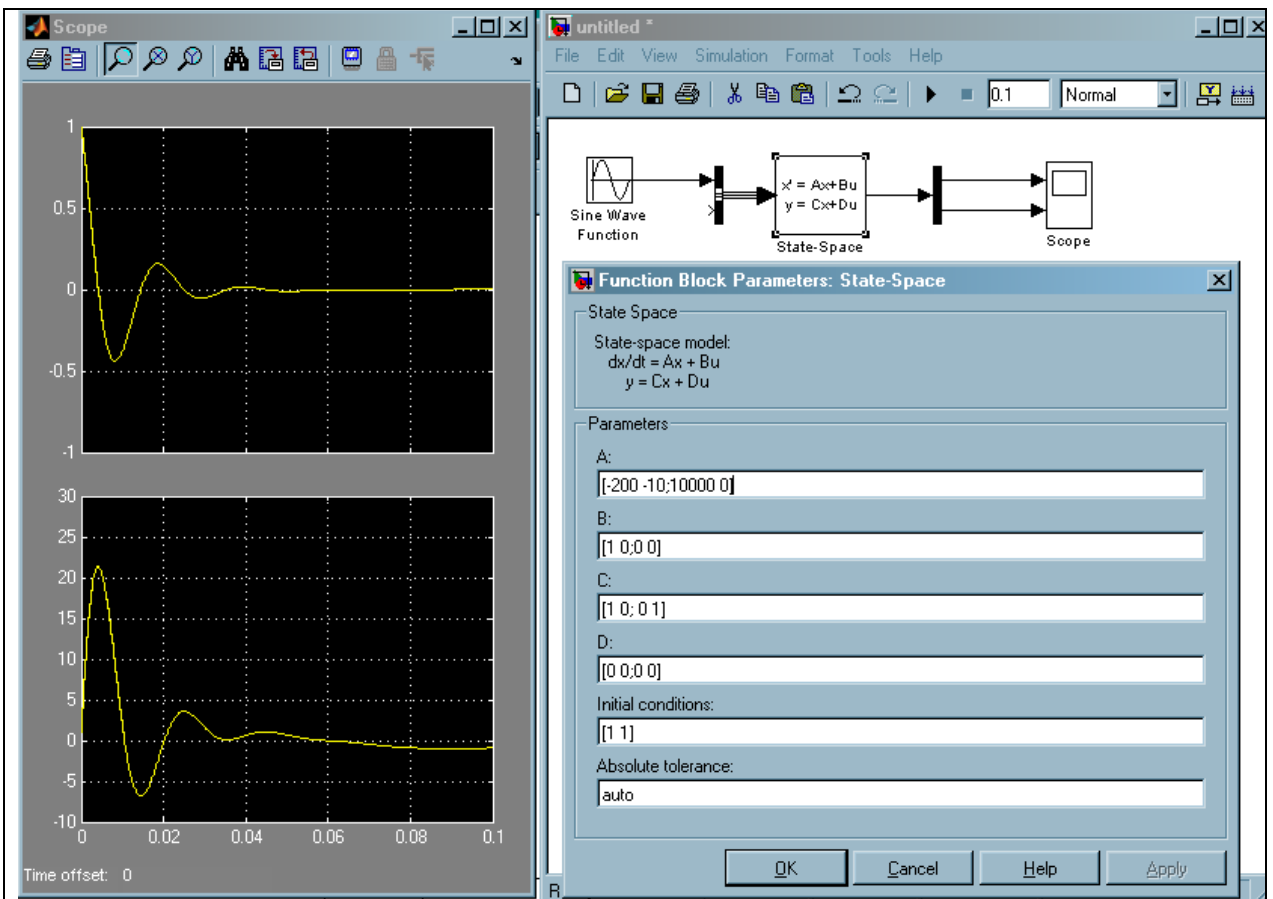 Scope
1
0.5
0
-0.5
-1
30
25
20
15
10
5
0
-5
-10
0 0.02 0.04 0.06 0.08 0.1
Time offset: 0
untitled *
File Edit View Simulation Format Tools Help
0.1 Normal
Sine Wave
Function
x' = Ax+Bu
y = Cx+Du
State-Space
Scope
Function Block Parameters: State-Space
State Space
State-space model:
dx/dt = Ax + Bu
y = Cx + Du
Parameters
A:
[-200 -10;10000 0]
B:
[1 0;0 0]
C:
[1 0; 0 1]
D:
[0 0;0 0]
Initial conditions:
[1 1]
Absolute tolerance:
auto
OK Cancel Help Apply
R